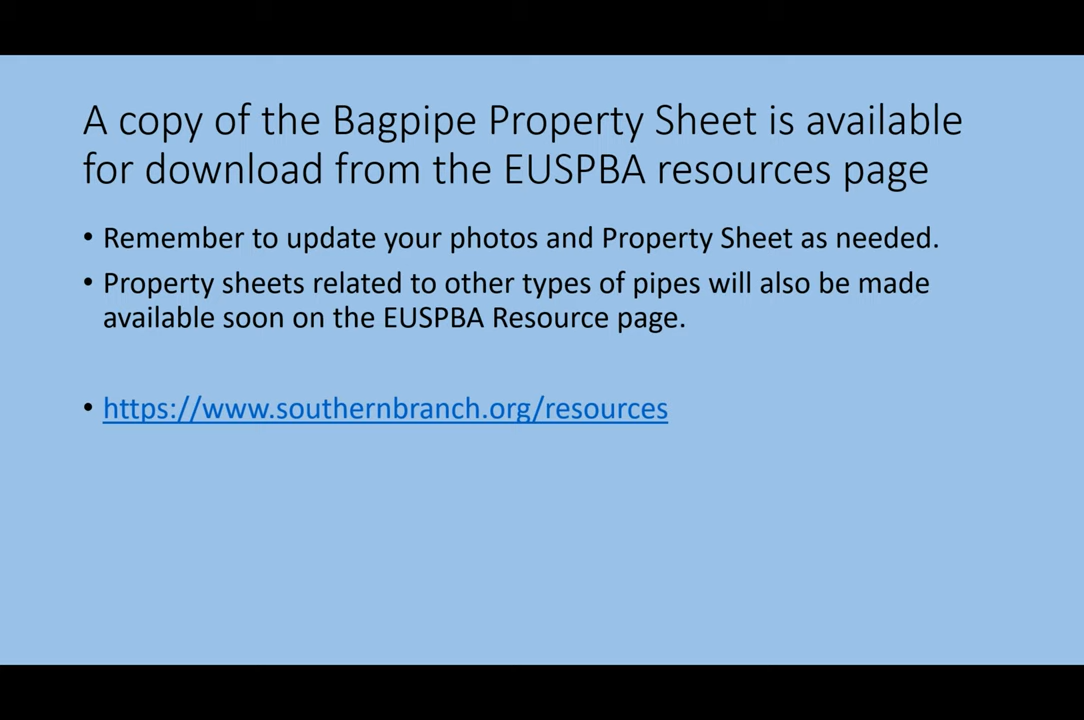 A copy of the Bagpipe Property Sheet is available
for download from the EUSPBA resources page
• Remember to update your photos and Property Sheet as needed.
• Property sheets related to other types of pipes will also be made
available soon on the EUSPBA Resource page.
• https://www.southernbranch.org/resources